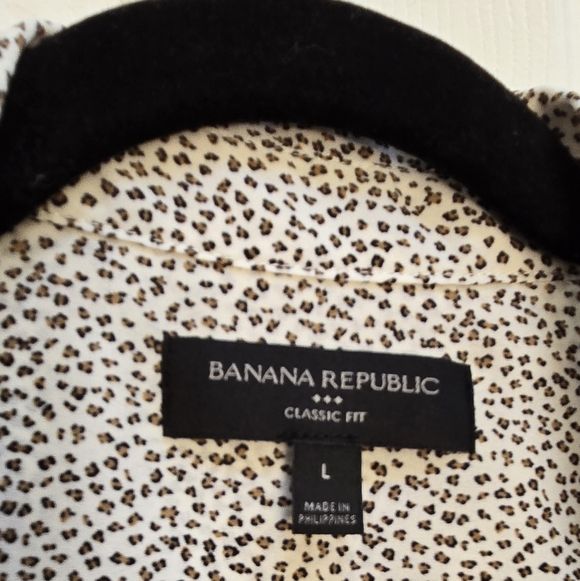 BANANA REPUBLIC
CLASSIC FIT
L
MADE IN
PHILIPPINES